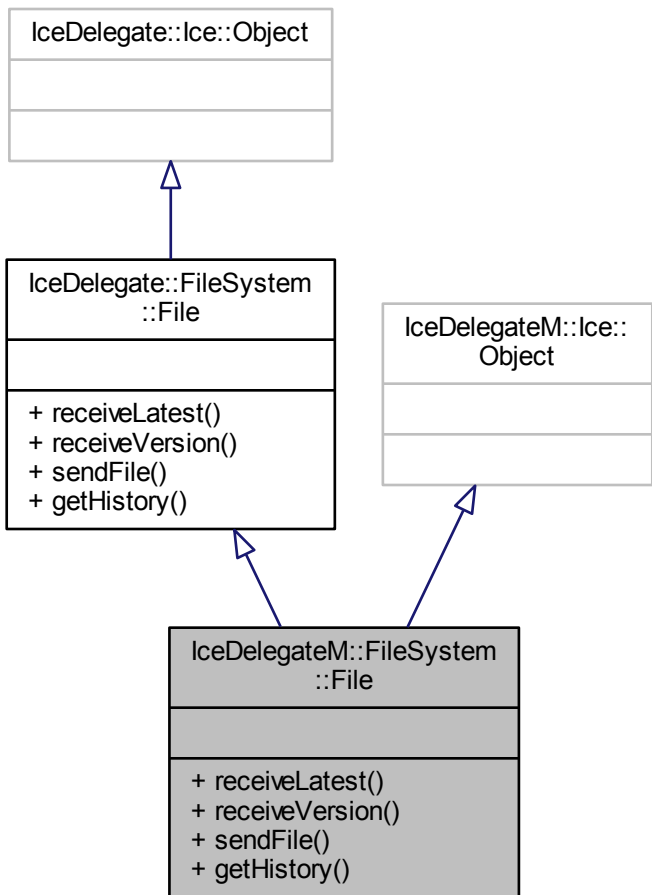 IceDelegate::Ice::Object
IceDelegate::FileSystem
::File
+ receiveLatest()
+ receiveVersion()
+ sendFile()
+ getHistory()
IceDelegateM::Ice::
Object
IceDelegateM::FileSystem
::File
+ receiveLatest()
+ receiveVersion()
+ sendFile()
+ getHistory()